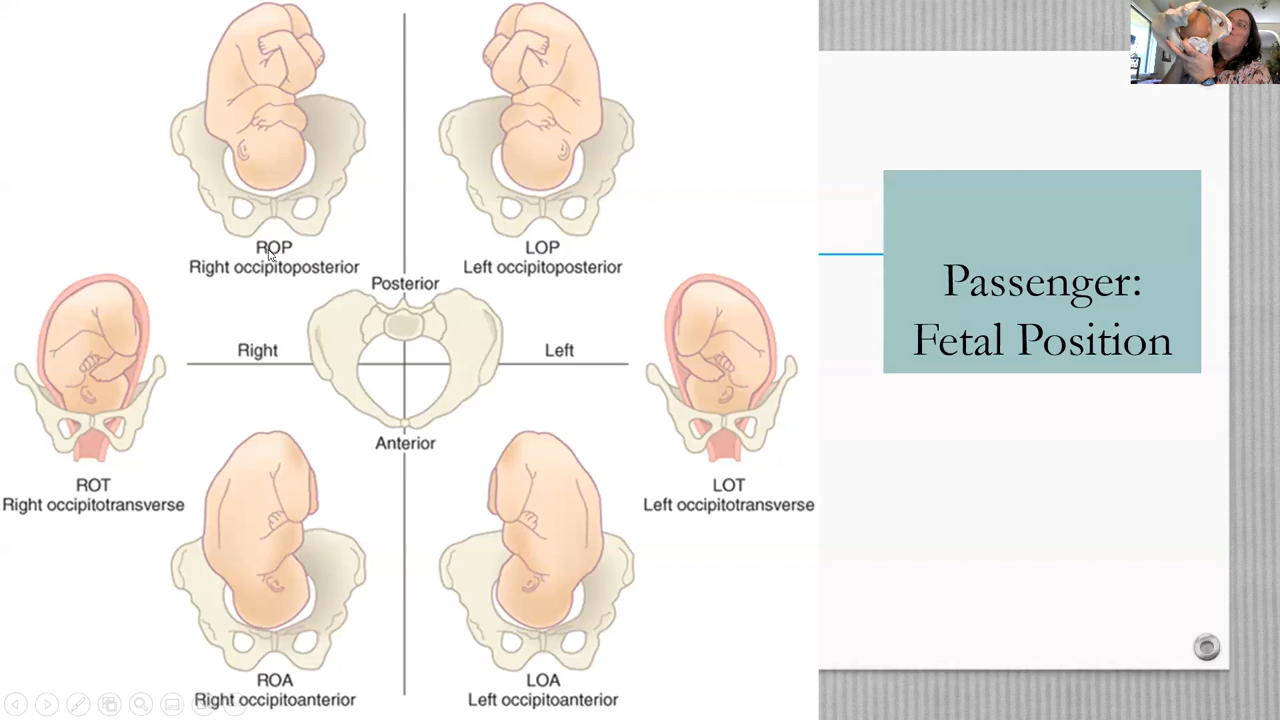 ROP
Right occipitoposterior
LOP
Left occipitoposterior
Posterior
Right
Left
Anterior
ROT
Right occipitotransverse
LOT
Left occipitotransverse
ROA
Right occipitoanterior
LOA
Left occipitoanterior
Passenger:
Fetal Position